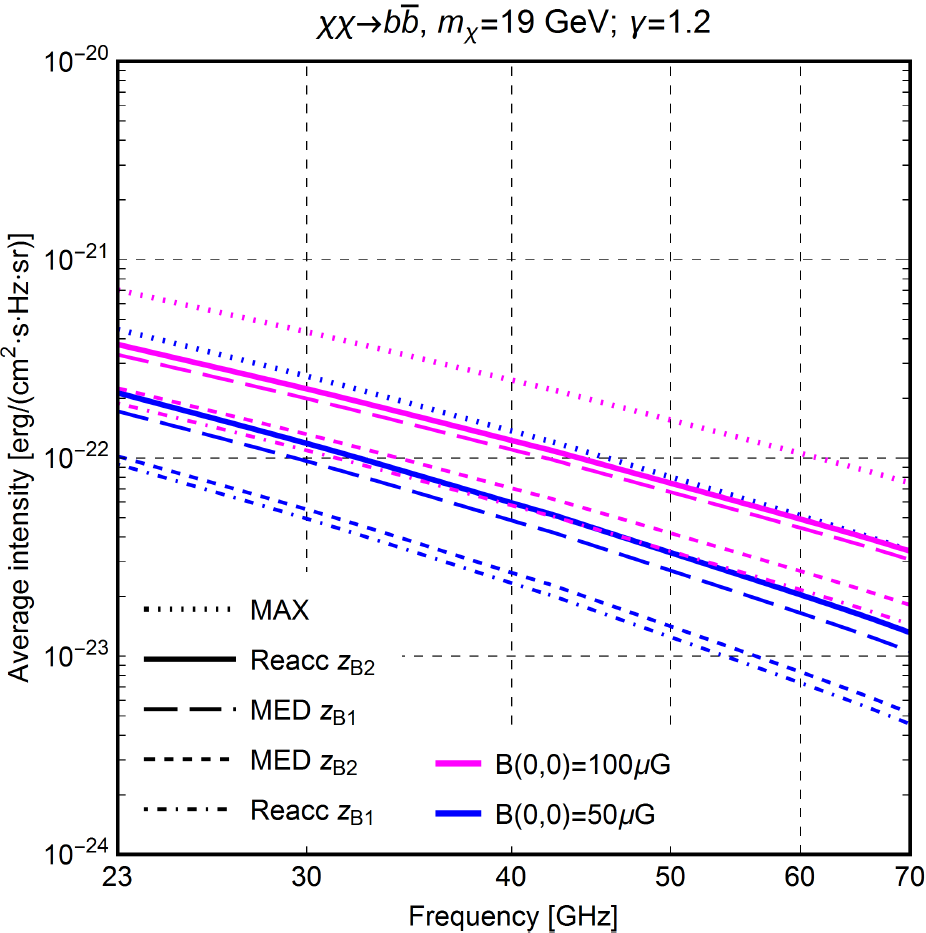 χχ→bb̅, mχ=19 GeV; γ=1.2
Average intensity [erg/(cm²·s·Hz·sr)]
10⁻²⁰
10⁻²¹
10⁻²²
10⁻²³
10⁻²⁴
MAX
Reacc zB2
MED zB1
MED zB2
Reacc zB1
B(0,0)=100μG
B(0,0)=50μG
23 30 40 50 60 70
Frequency [GHz]